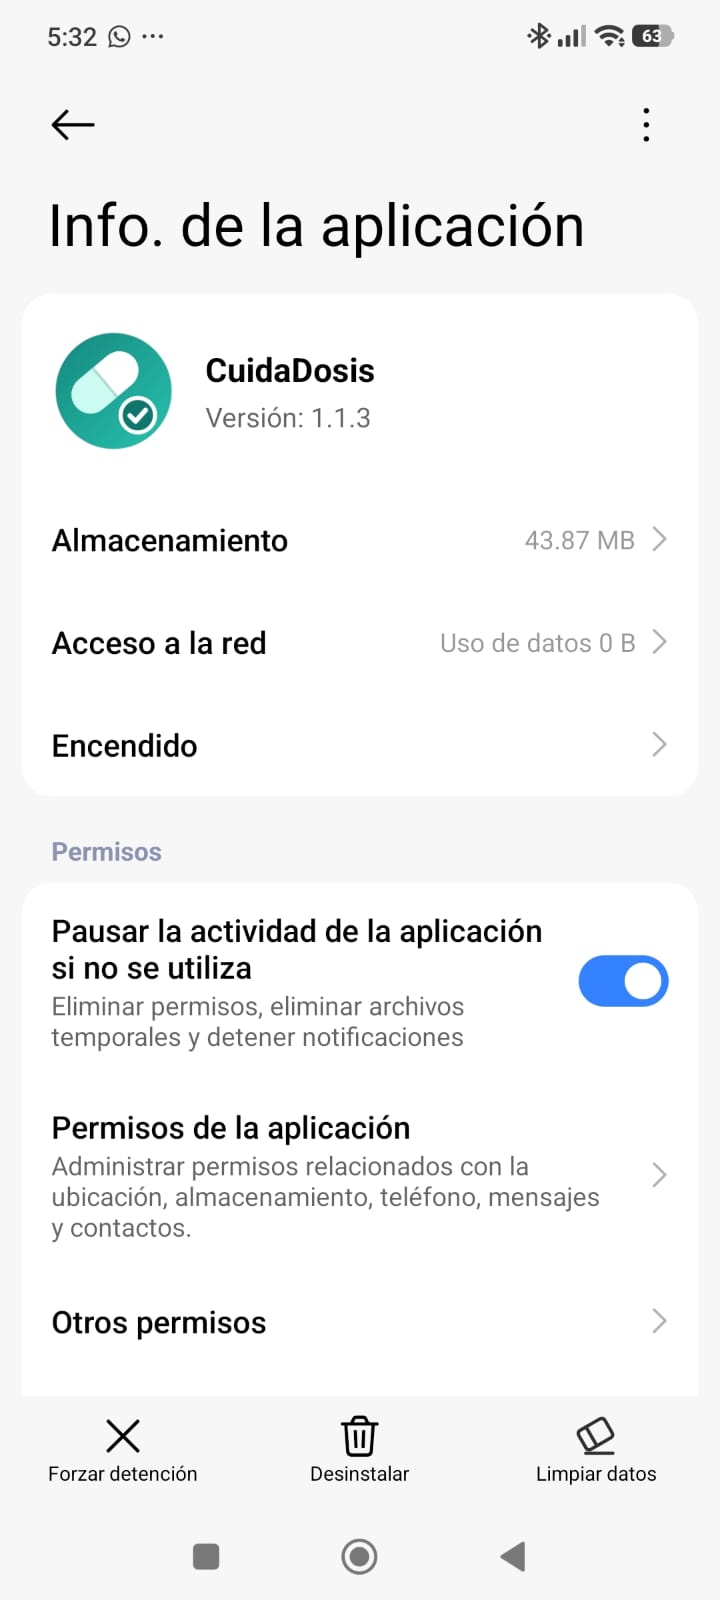 5:32
63
Info. de la aplicación
CuidaDosis
Versión: 1.1.3
Almacenamiento 43.87 MB
Acceso a la red Uso de datos 0 B
Encendido
Permisos
Pausar la actividad de la aplicación
si no se utiliza
Eliminar permisos, eliminar archivos
temporales y detener notificaciones
Permisos de la aplicación
Administrar permisos relacionados con la
ubicación, almacenamiento, teléfono, mensajes
y contactos.
Otros permisos
Forzar detención Desinstalar Limpiar datos